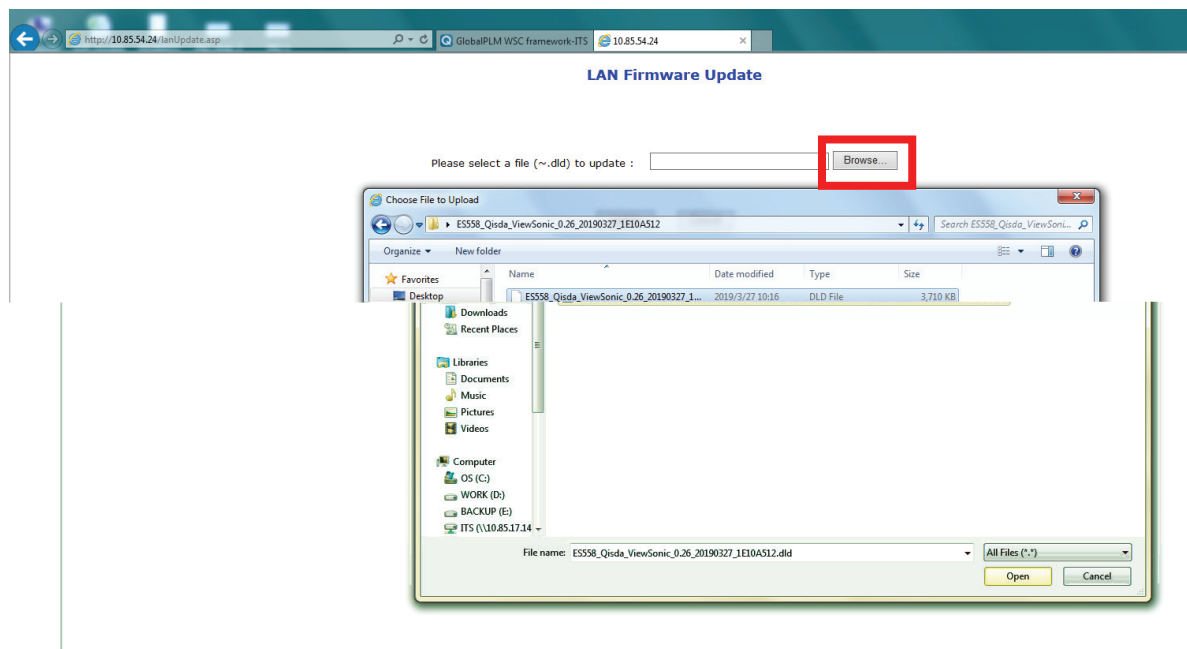 http://10.85.54.24/lanUpdate.asp GlobalPLM WSC framework-ITS 10.85.54.24
LAN Firmware Update
Please select a file (~.dld) to update : Browse...
Choose File to Upload
ES558_Qisda_ViewSonic_0.26_20190327_1E10A512 Search ES558_Qisda_ViewSoni...
Organize New folder
Favorites Name Date modified Type Size
Desktop ES558_Qisda_ViewSonic_0.26_20190327_1... 2019/3/27 10:16 DLD File 3,710 KB
Downloads
Recent Places
Libraries
Documents
Music
Pictures
Videos
Computer
OS (C:)
WORK (D:)
BACKUP (E:)
ITS (\\10.85.17.14
File name: ES558_Qisda_ViewSonic_0.26_20190327_1E10A512.dld All Files (*.*)
Open Cancel